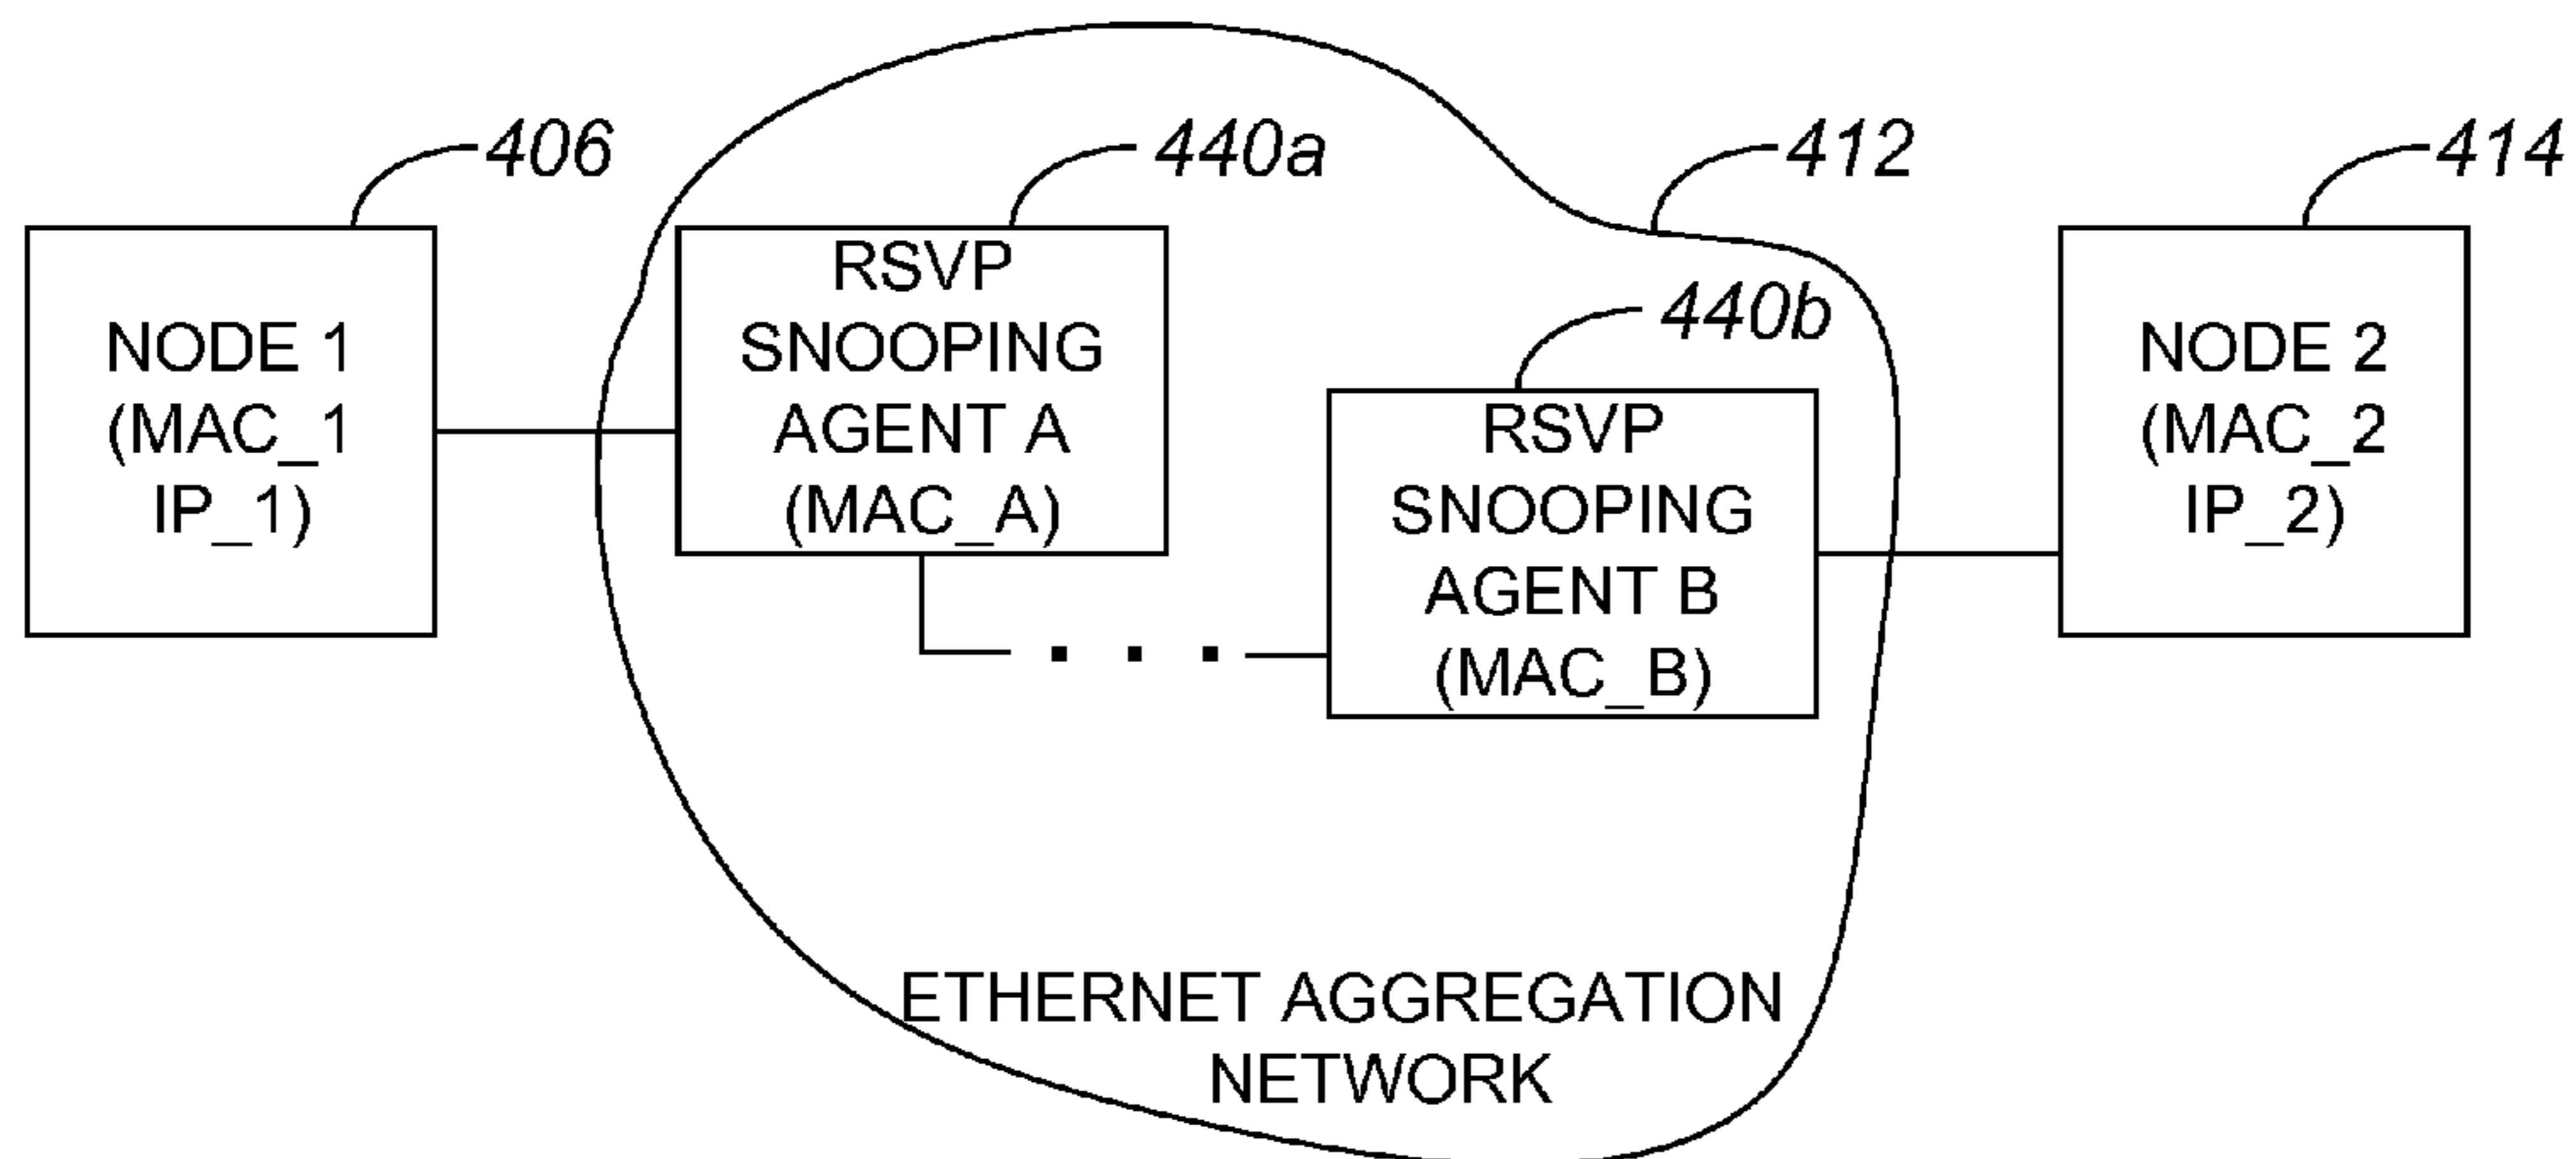 406
440a
412
414
NODE 1
(MAC_1
IP_1)
RSVP
SNOOPING
AGENT A
(MAC_A)
440b
RSVP
SNOOPING
AGENT B
(MAC_B)
NODE 2
(MAC_2
IP_2)
. . .
ETHERNET AGGREGATION
NETWORK